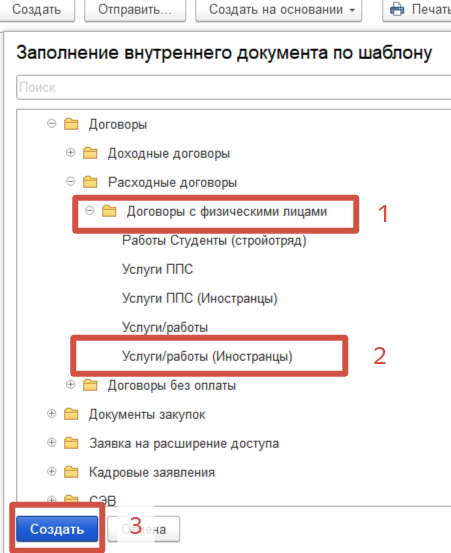 Создать Отправить... Создать на основании Печать
Заполнение внутреннего документа по шаблону
Поиск
Договоры
Доходные договоры
Расходные договоры
Договоры с физическими лицами 1
Работы Студенты (стройотряд)
Услуги ППС
Услуги ППС (Иностранцы)
Услуги/работы
Услуги/работы (Иностранцы) 2
Договоры без оплаты
Документы закупок
Заявка на расширение доступа
Кадровые заявления
СЭВ
Создать 3 Отмена